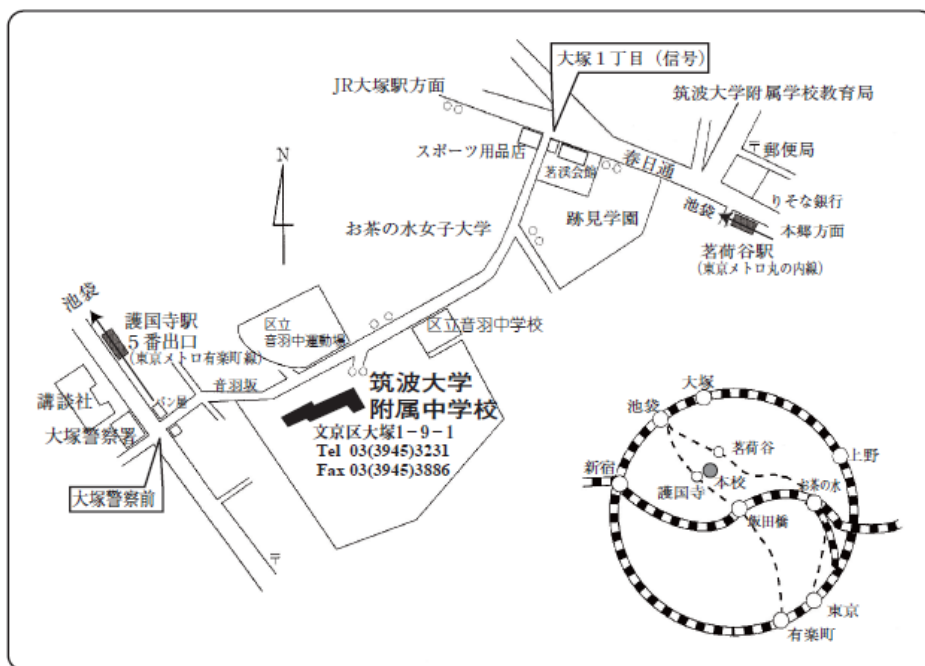 大塚1丁目（信号）
JR大塚駅方面
筑波大学附属学校教育局
スポーツ用品店
茗渓会館
春日通
〒郵便局
N
お茶の水女子大学
跡見学園
池袋
りそな銀行
本郷方面
茗荷谷駅
（東京メトロ丸の内線）
池袋
護国寺駅
5番出口
（東京メトロ有楽町線）
区立
音羽中運動場
区立音羽中学校
音羽坂
講談社
パン屋
大塚警察署
大塚警察前
筑波大学
附属中学校
文京区大塚1－9－1
Tel 03(3945)3231
Fax 03(3945)3886
〒
大塚
池袋
茗荷谷
上野
新宿
本校
護国寺
お茶の水
飯田橋
東京
有楽町